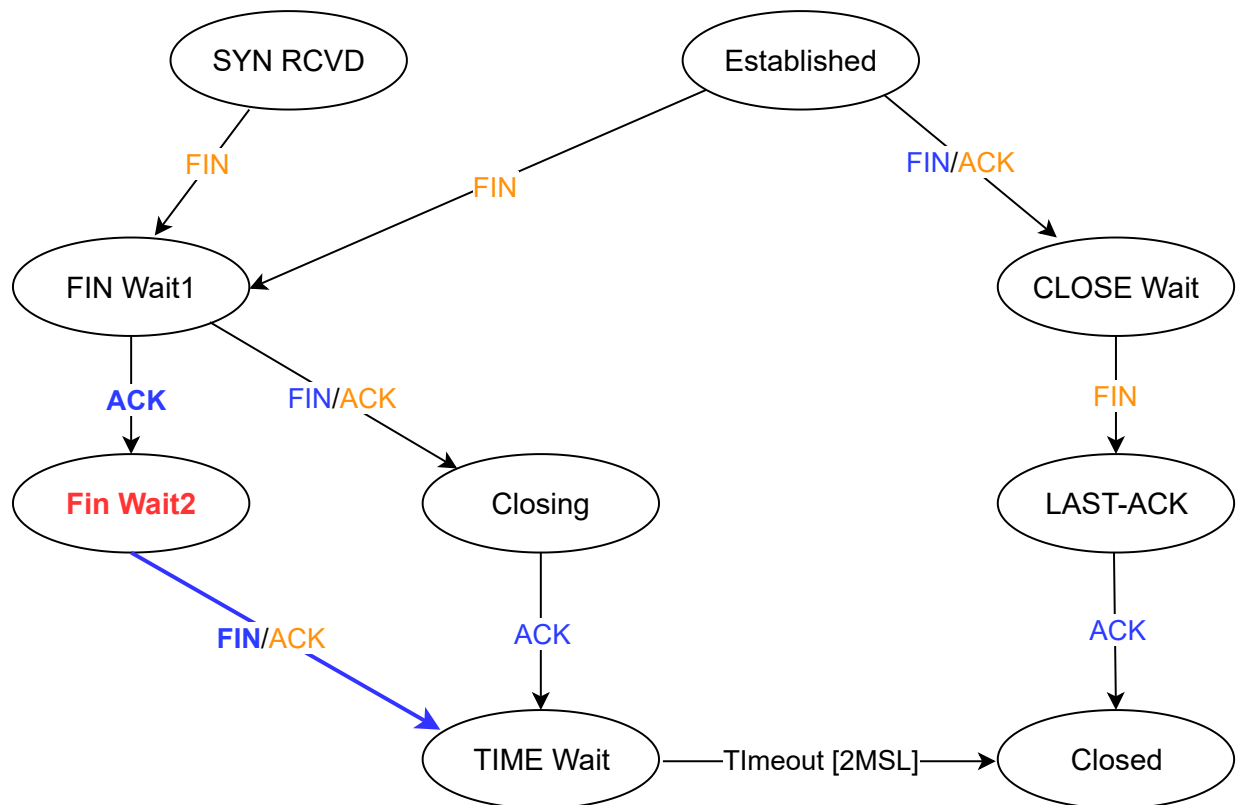 SYN RCVD
Established
FIN
FIN
FIN/ACK
FIN Wait1
CLOSE Wait
ACK
FIN/ACK
FIN
Fin Wait2
Closing
LAST-ACK
FIN/ACK
ACK
ACK
TIME Wait
TImeout [2MSL]
Closed